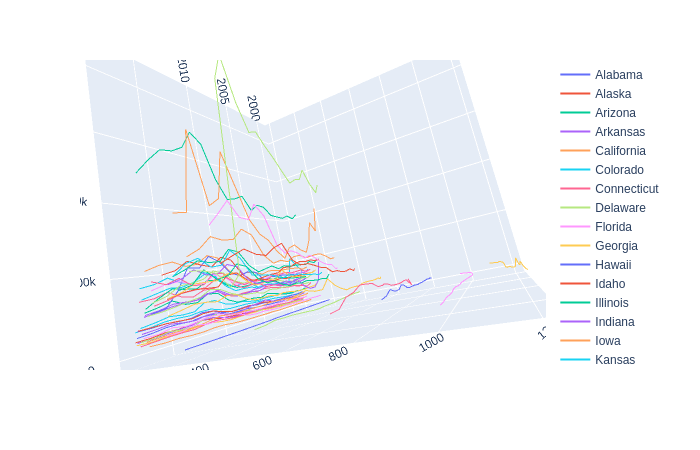 2010
2005
2000
600
800
1000
Alabama
Alaska
Arizona
Arkansas
California
Colorado
Connecticut
Delaware
Florida
Georgia
Hawaii
Idaho
Illinois
Indiana
Iowa
Kansas